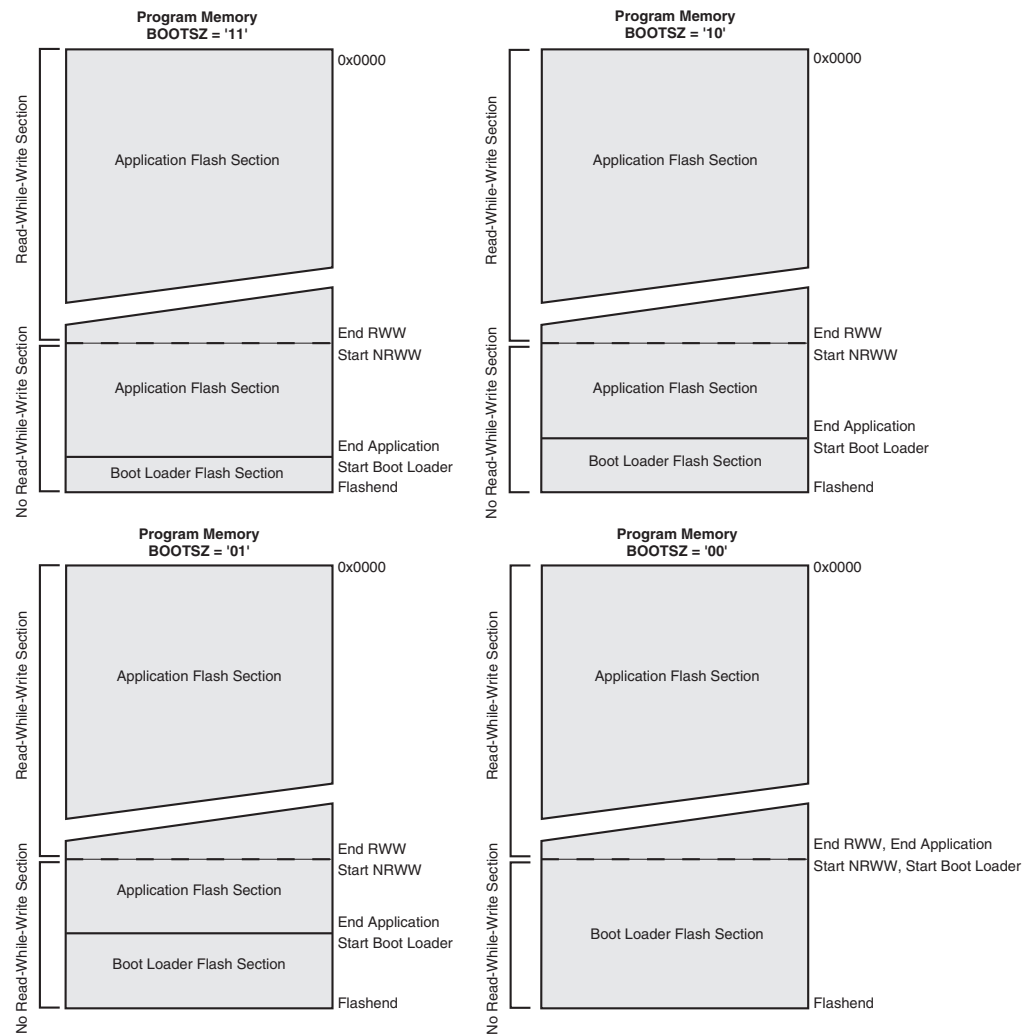 Program Memory
BOOTSZ = '11'
0x0000
Read-While-Write Section
Application Flash Section
End RWW
Start NRWW
No Read-While-Write Section
Application Flash Section
End Application
Start Boot Loader
Boot Loader Flash Section
Flashend
Program Memory
BOOTSZ = '10'
0x0000
Read-While-Write Section
Application Flash Section
End RWW
Start NRWW
No Read-While-Write Section
Application Flash Section
End Application
Start Boot Loader
Boot Loader Flash Section
Flashend
Program Memory
BOOTSZ = '01'
0x0000
Read-While-Write Section
Application Flash Section
End RWW
Start NRWW
No Read-While-Write Section
Application Flash Section
End Application
Start Boot Loader
Boot Loader Flash Section
Flashend
Program Memory
BOOTSZ = '00'
0x0000
Read-While-Write Section
Application Flash Section
End RWW, End Application
Start NRWW, Start Boot Loader
No Read-While-Write Section
Boot Loader Flash Section
Flashend